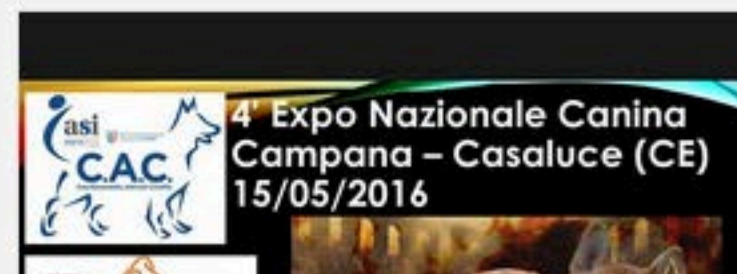 4' Expo Nazionale Canina
Campana – Casaluce (CE)
15/05/2016
asi
C.A.C.